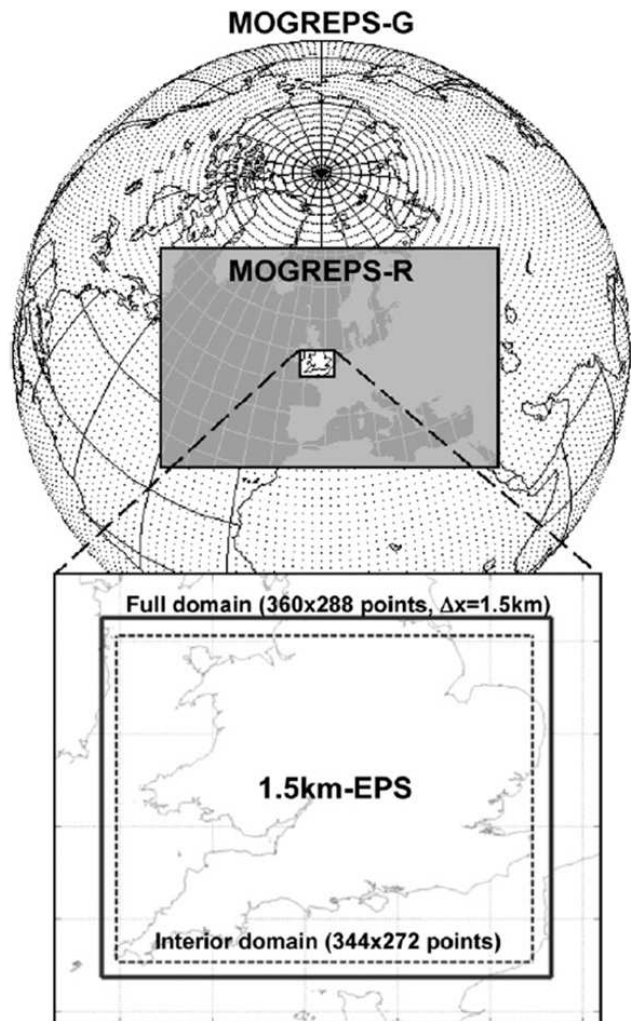 MOGREPS-G
MOGREPS-R
Full domain (360x288 points, Δx=1.5km)
1.5km-EPS
Interior domain (344x272 points)